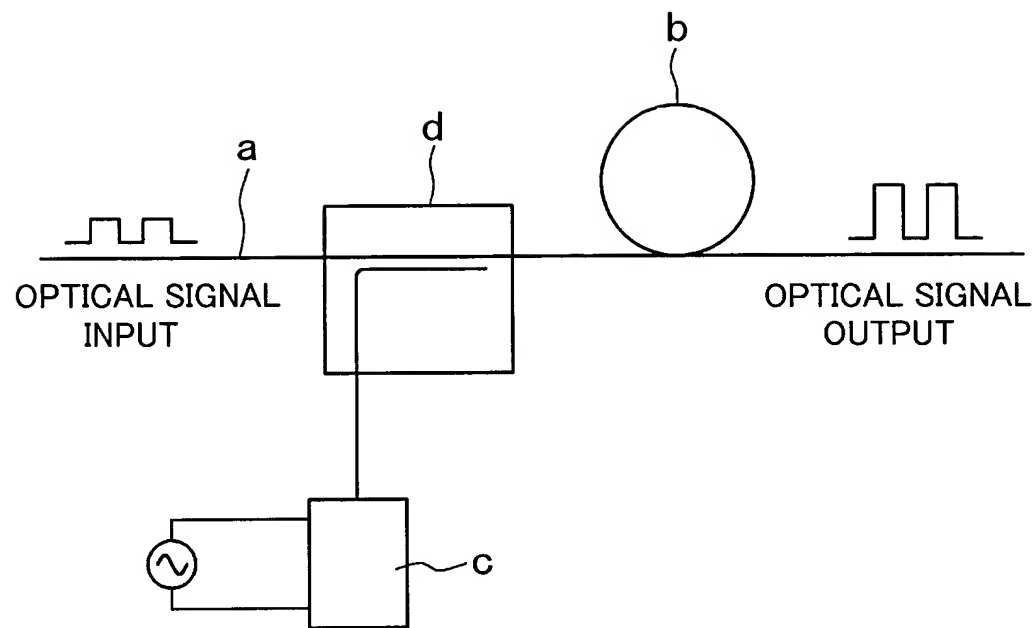 b
d
a
OPTICAL SIGNAL
INPUT
OPTICAL SIGNAL
OUTPUT
c